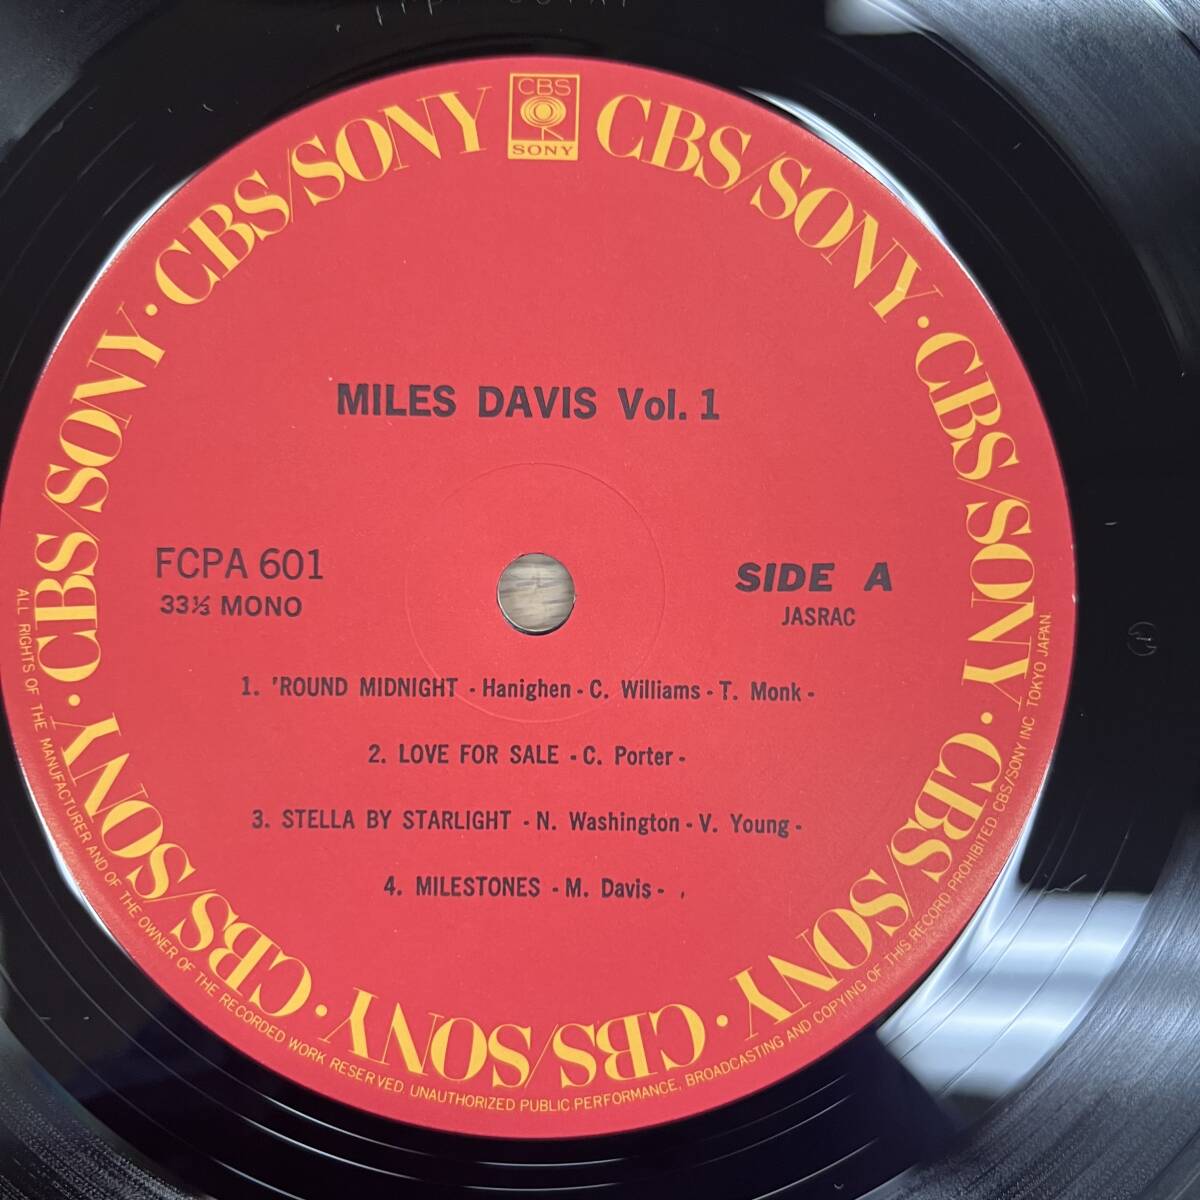 CBS
SONY
CBS/SONY · CBS/SONY · CBS/SONY · CBS/SONY · CBS/SONY · CBS/SONY · CBS/SONY · CBS/SONY
MILES DAVIS Vol. 1
FCPA 601
33⅓ MONO
SIDE A
JASRAC
1. 'ROUND MIDNIGHT - Hanighen - C. Williams - T. Monk -
2. LOVE FOR SALE - C. Porter -
3. STELLA BY STARLIGHT - N. Washington - V. Young -
4. MILESTONES - M. Davis -
ALL RIGHTS OF THE MANUFACTURER AND OF THE OWNER OF THE RECORDED WORK RESERVED. UNAUTHORIZED PUBLIC PERFORMANCE, BROADCASTING AND COPYING OF THIS RECORD PROHIBITED CBS/SONY INC. TOKYO JAPAN.